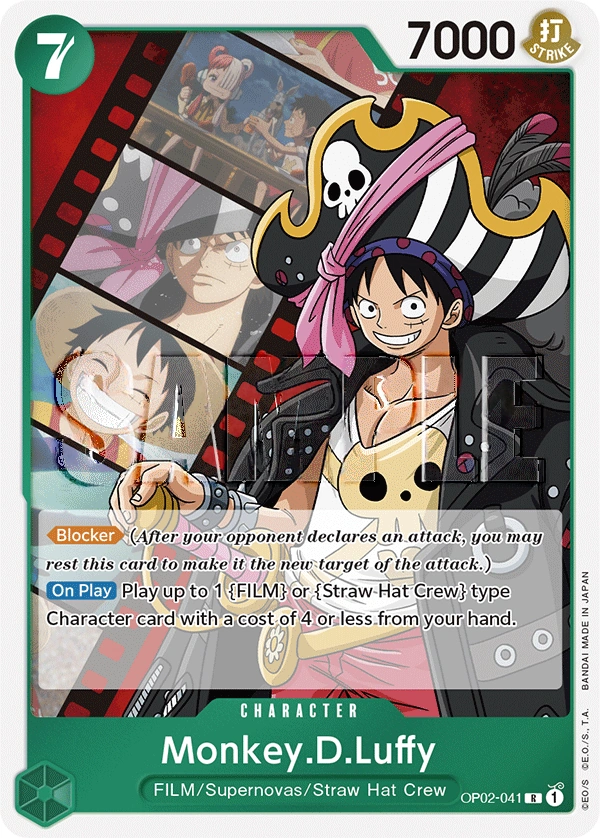 7
7000
打
STRIKE
SAMPLE
Blocker (After your opponent declares an attack, you may
rest this card to make it the new target of the attack.)
On Play Play up to 1 {FILM} or {Straw Hat Crew} type
Character card with a cost of 4 or less from your hand.
CHARACTER
Monkey.D.Luffy
FILM/Supernovas/Straw Hat Crew
OP02-041 R 1
©E.O/S ©E.O./S., T.A. BANDAI MADE IN JAPAN